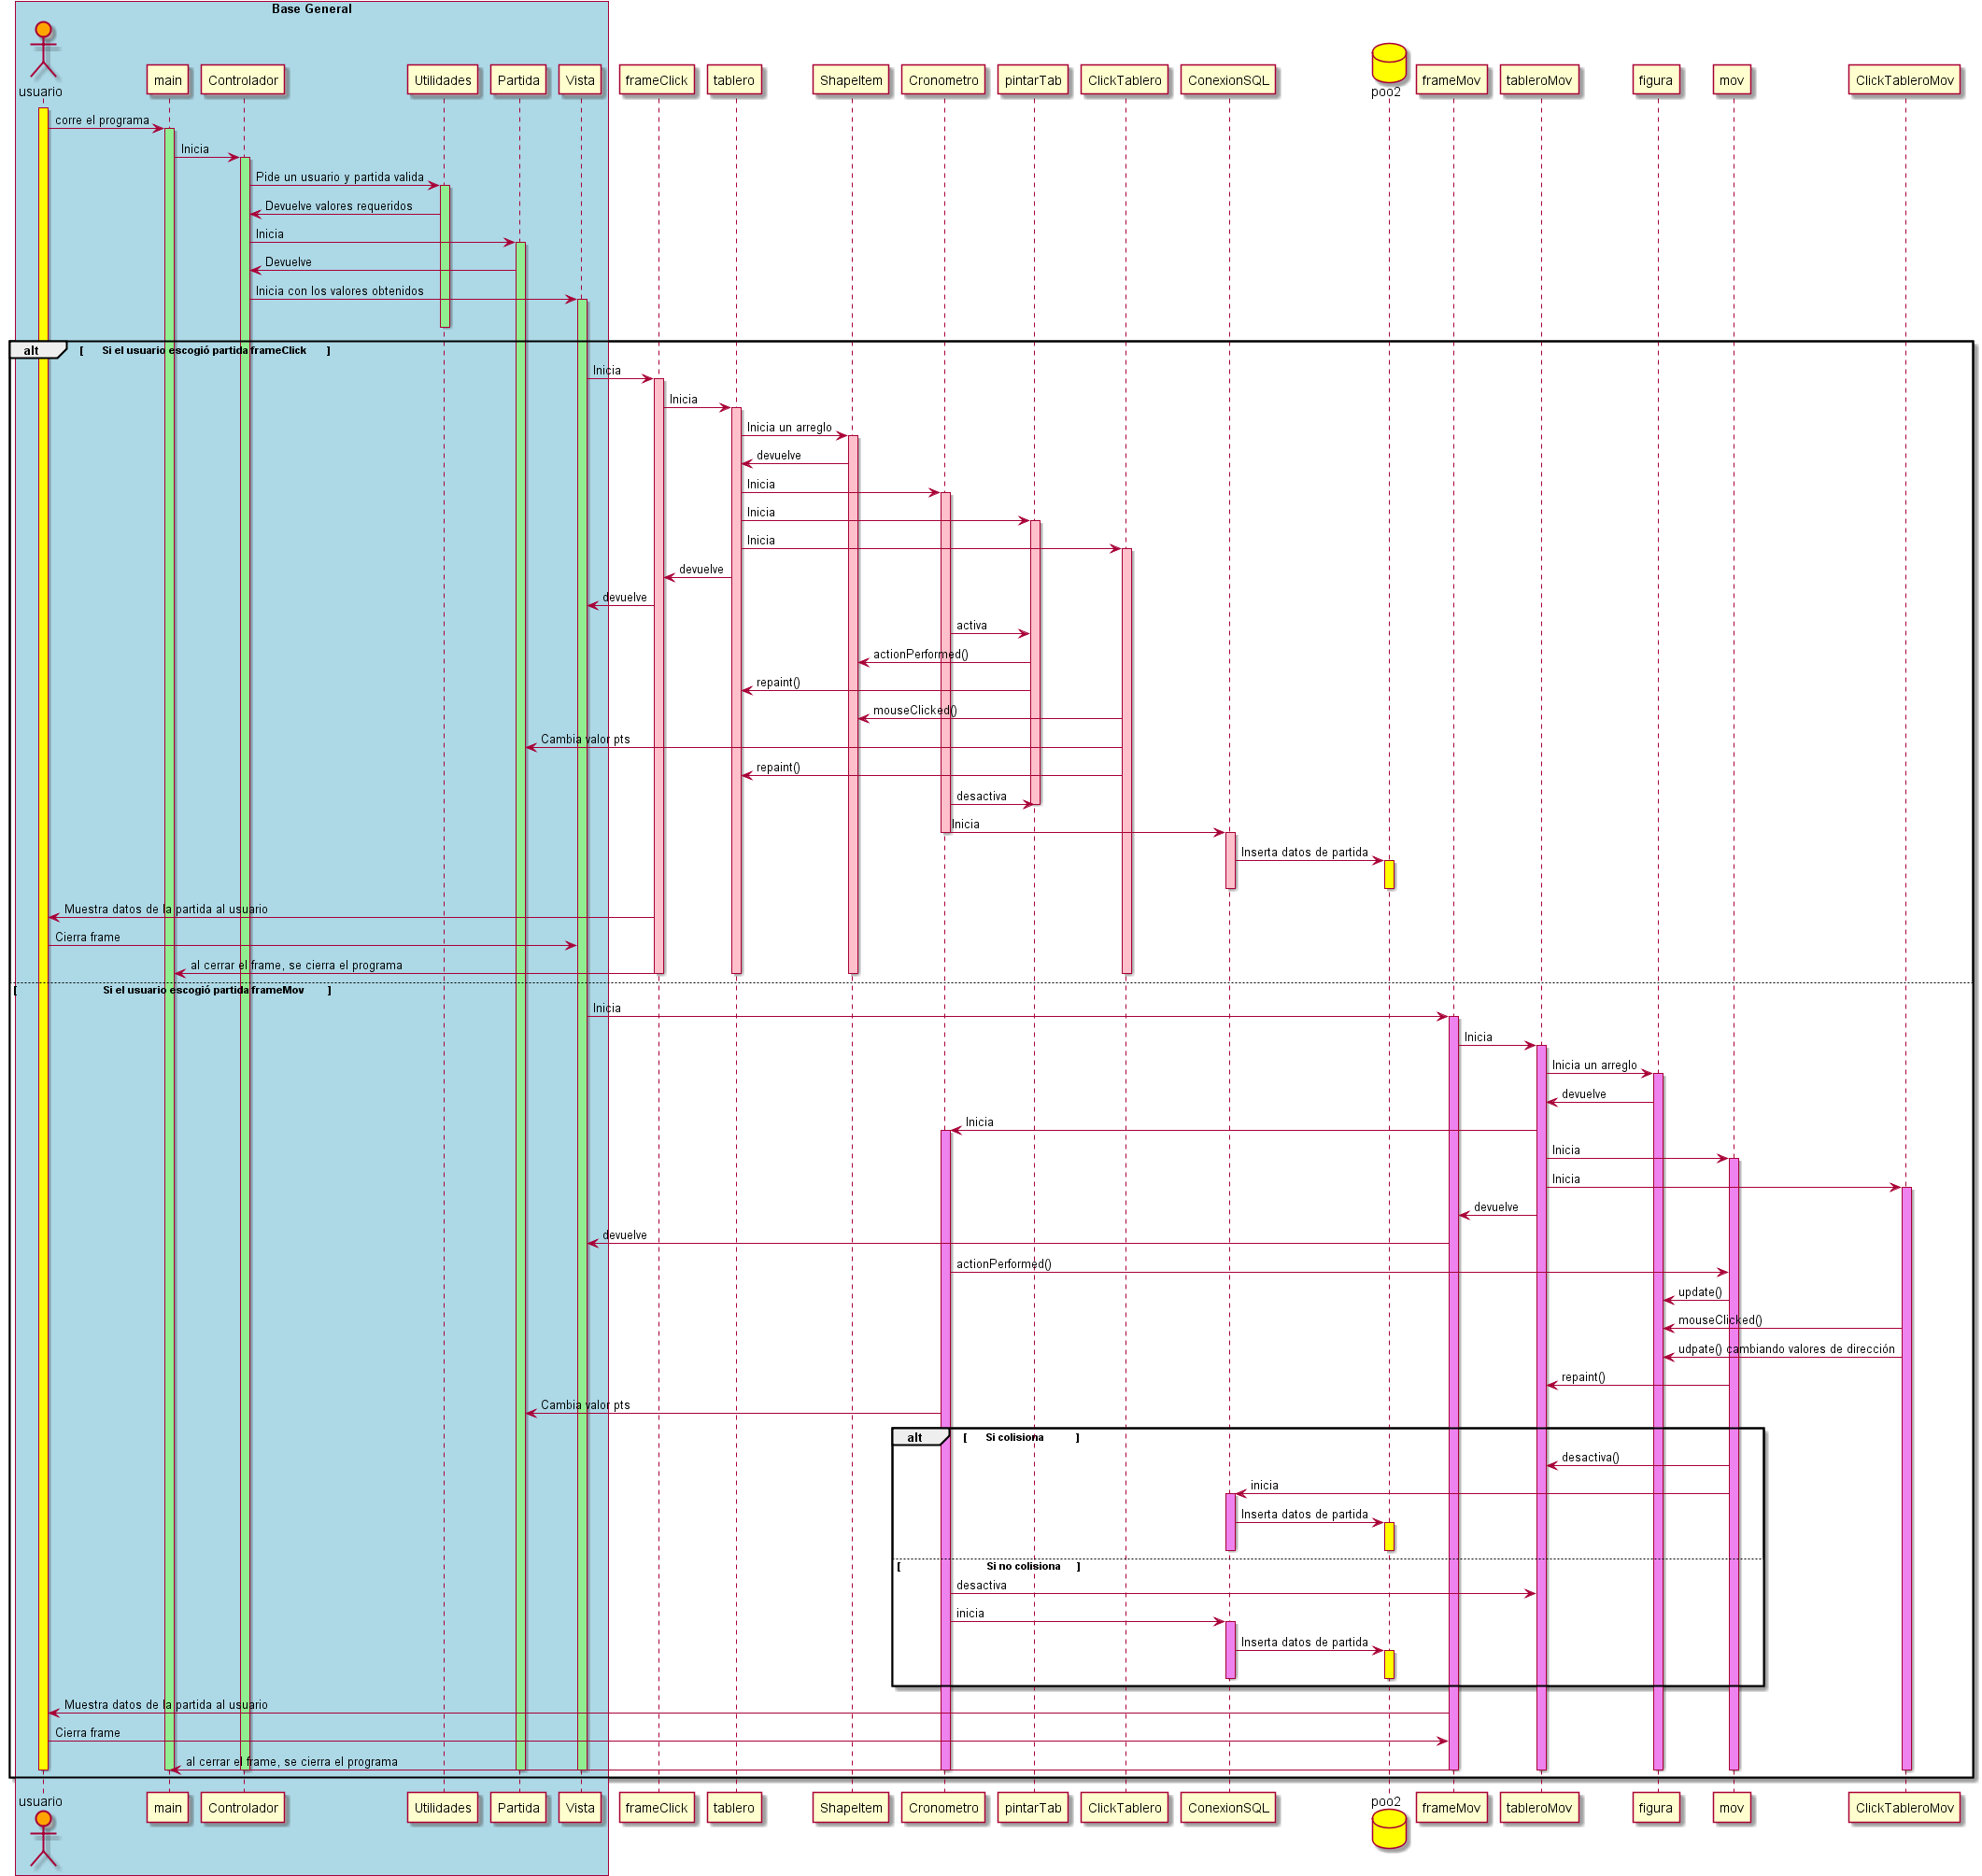 Base General
usuario
main
Controlador
Utilidades
Partida
Vista
frameClick
tablero
ShapeItem
Cronometro
pintarTab
ClickTablero
ConexionSQL
poo2
frameMov
tableroMov
figura
mov
ClickTableroMov
corre el programa
Inicia
Pide un usuario y partida valida
Devuelve valores requeridos
Inicia
Devuelve
Inicia con los valores obtenidos
alt [ Si el usuario escogió partida frameClick ]
Inicia
Inicia
Inicia un arreglo
devuelve
Inicia
Inicia
Inicia
devuelve
devuelve
activa
actionPerformed()
repaint()
mouseClicked()
Cambia valor pts
repaint()
desactiva
Inicia
Inserta datos de partida
Muestra datos de la partida al usuario
Cierra frame
al cerrar el frame, se cierra el programa
[ Si el usuario escogió partida frameMov ]
Inicia
Inicia
Inicia un arreglo
devuelve
Inicia
Inicia
Inicia
devuelve
devuelve
actionPerformed()
update()
mouseClicked()
udpate() cambiando valores de dirección
repaint()
Cambia valor pts
alt [ Si colisiona ]
desactiva()
inicia
Inserta datos de partida
[ Si no colisiona ]
desactiva
inicia
Inserta datos de partida
Muestra datos de la partida al usuario
Cierra frame
al cerrar el frame, se cierra el programa
usuario
main
Controlador
Utilidades
Partida
Vista
frameClick
tablero
ShapeItem
Cronometro
pintarTab
ClickTablero
ConexionSQL
poo2
frameMov
tableroMov
figura
mov
ClickTableroMov